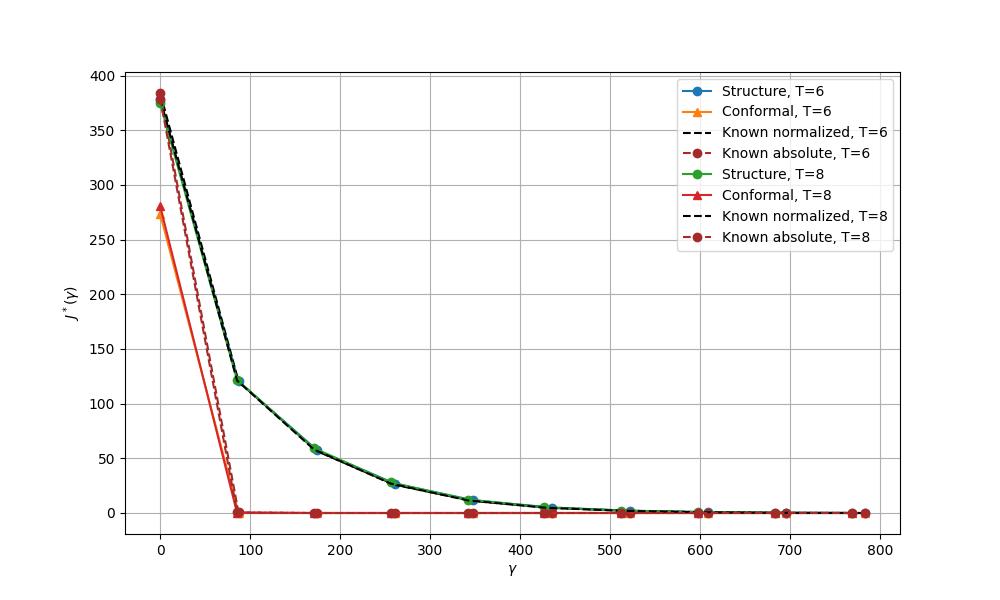 400
350
300
250
200
150
100
50
0
J*(γ)
0 100 200 300 400 500 600 700 800
γ
Structure, T=6
Conformal, T=6
Known normalized, T=6
Known absolute, T=6
Structure, T=8
Conformal, T=8
Known normalized, T=8
Known absolute, T=8